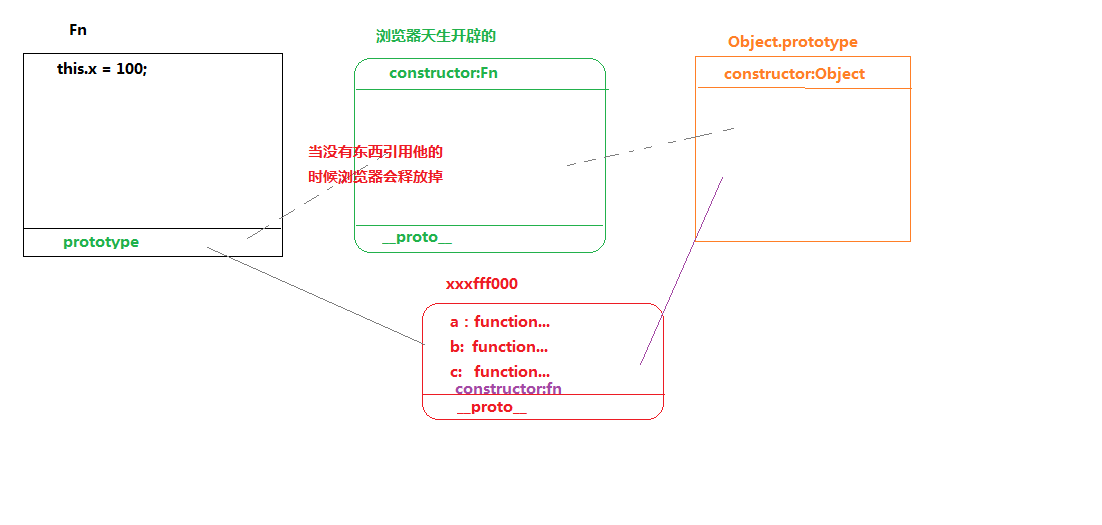 Fn
this.x = 100;
prototype
浏览器天生开辟的
constructor:Fn
当没有东西引用他的
时候浏览器会释放掉
__proto__
Object.prototype
constructor:Object
xxxfff000
a：function...
b: function...
c: function...
constructor:fn
__proto__